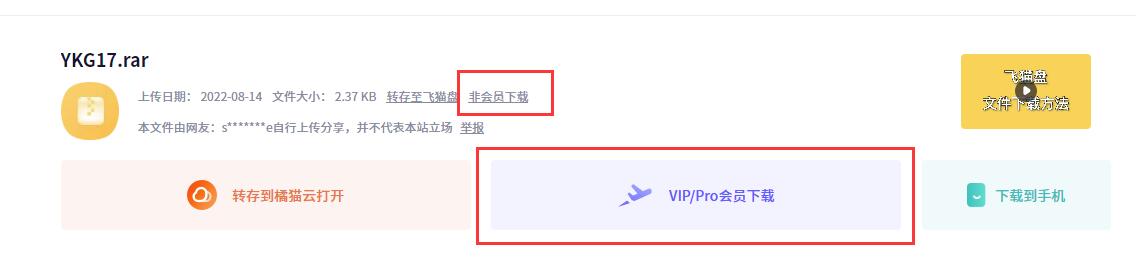 YKG17.rar
上传日期： 2022-08-14 文件大小： 2.37 KB 转存至飞猫盘 非会员下载
本文件由网友：s*******e自行上传分享，并不代表本站立场 举报
飞猫盘
文件下载方法
转存到橘猫云打开
VIP/Pro会员下载
下载到手机